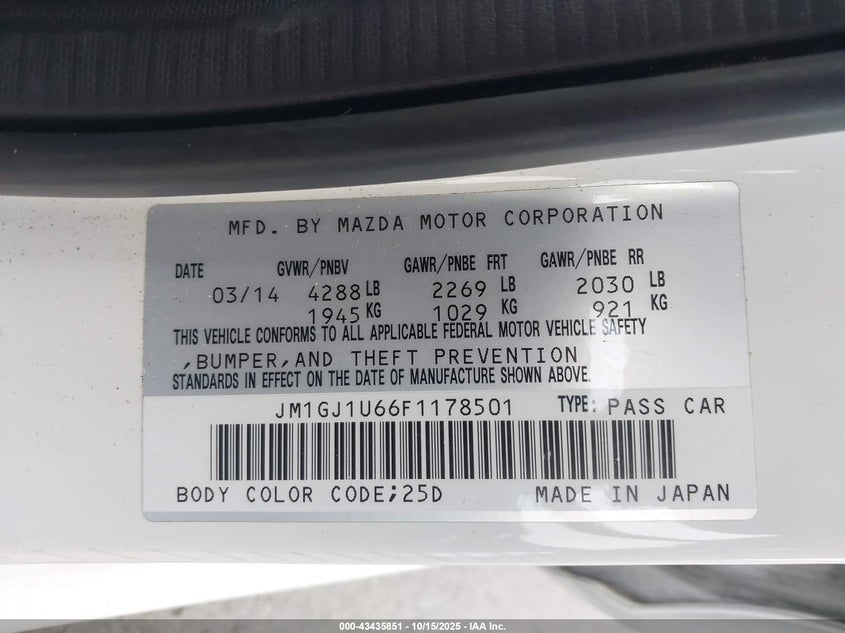 MFD. BY MAZDA MOTOR CORPORATION
DATE GVWR/PNBV GAWR/PNBE FRT GAWR/PNBE RR
03/14 4288 LB 2269 LB 2030 LB
1945 KG 1029 KG 921 KG
THIS VEHICLE CONFORMS TO ALL APPLICABLE FEDERAL MOTOR VEHICLE SAFETY
,BUMPER,AND THEFT PREVENTION
STANDARDS IN EFFECT ON THE DATE OF MANUFACTURE SHOWN ABOVE.
JM1GJ1U66F1178501 TYPE: PASS CAR
BODY COLOR CODE;25D MADE IN JAPAN
000-43435851 - 10/15/2025 - IAA Inc.